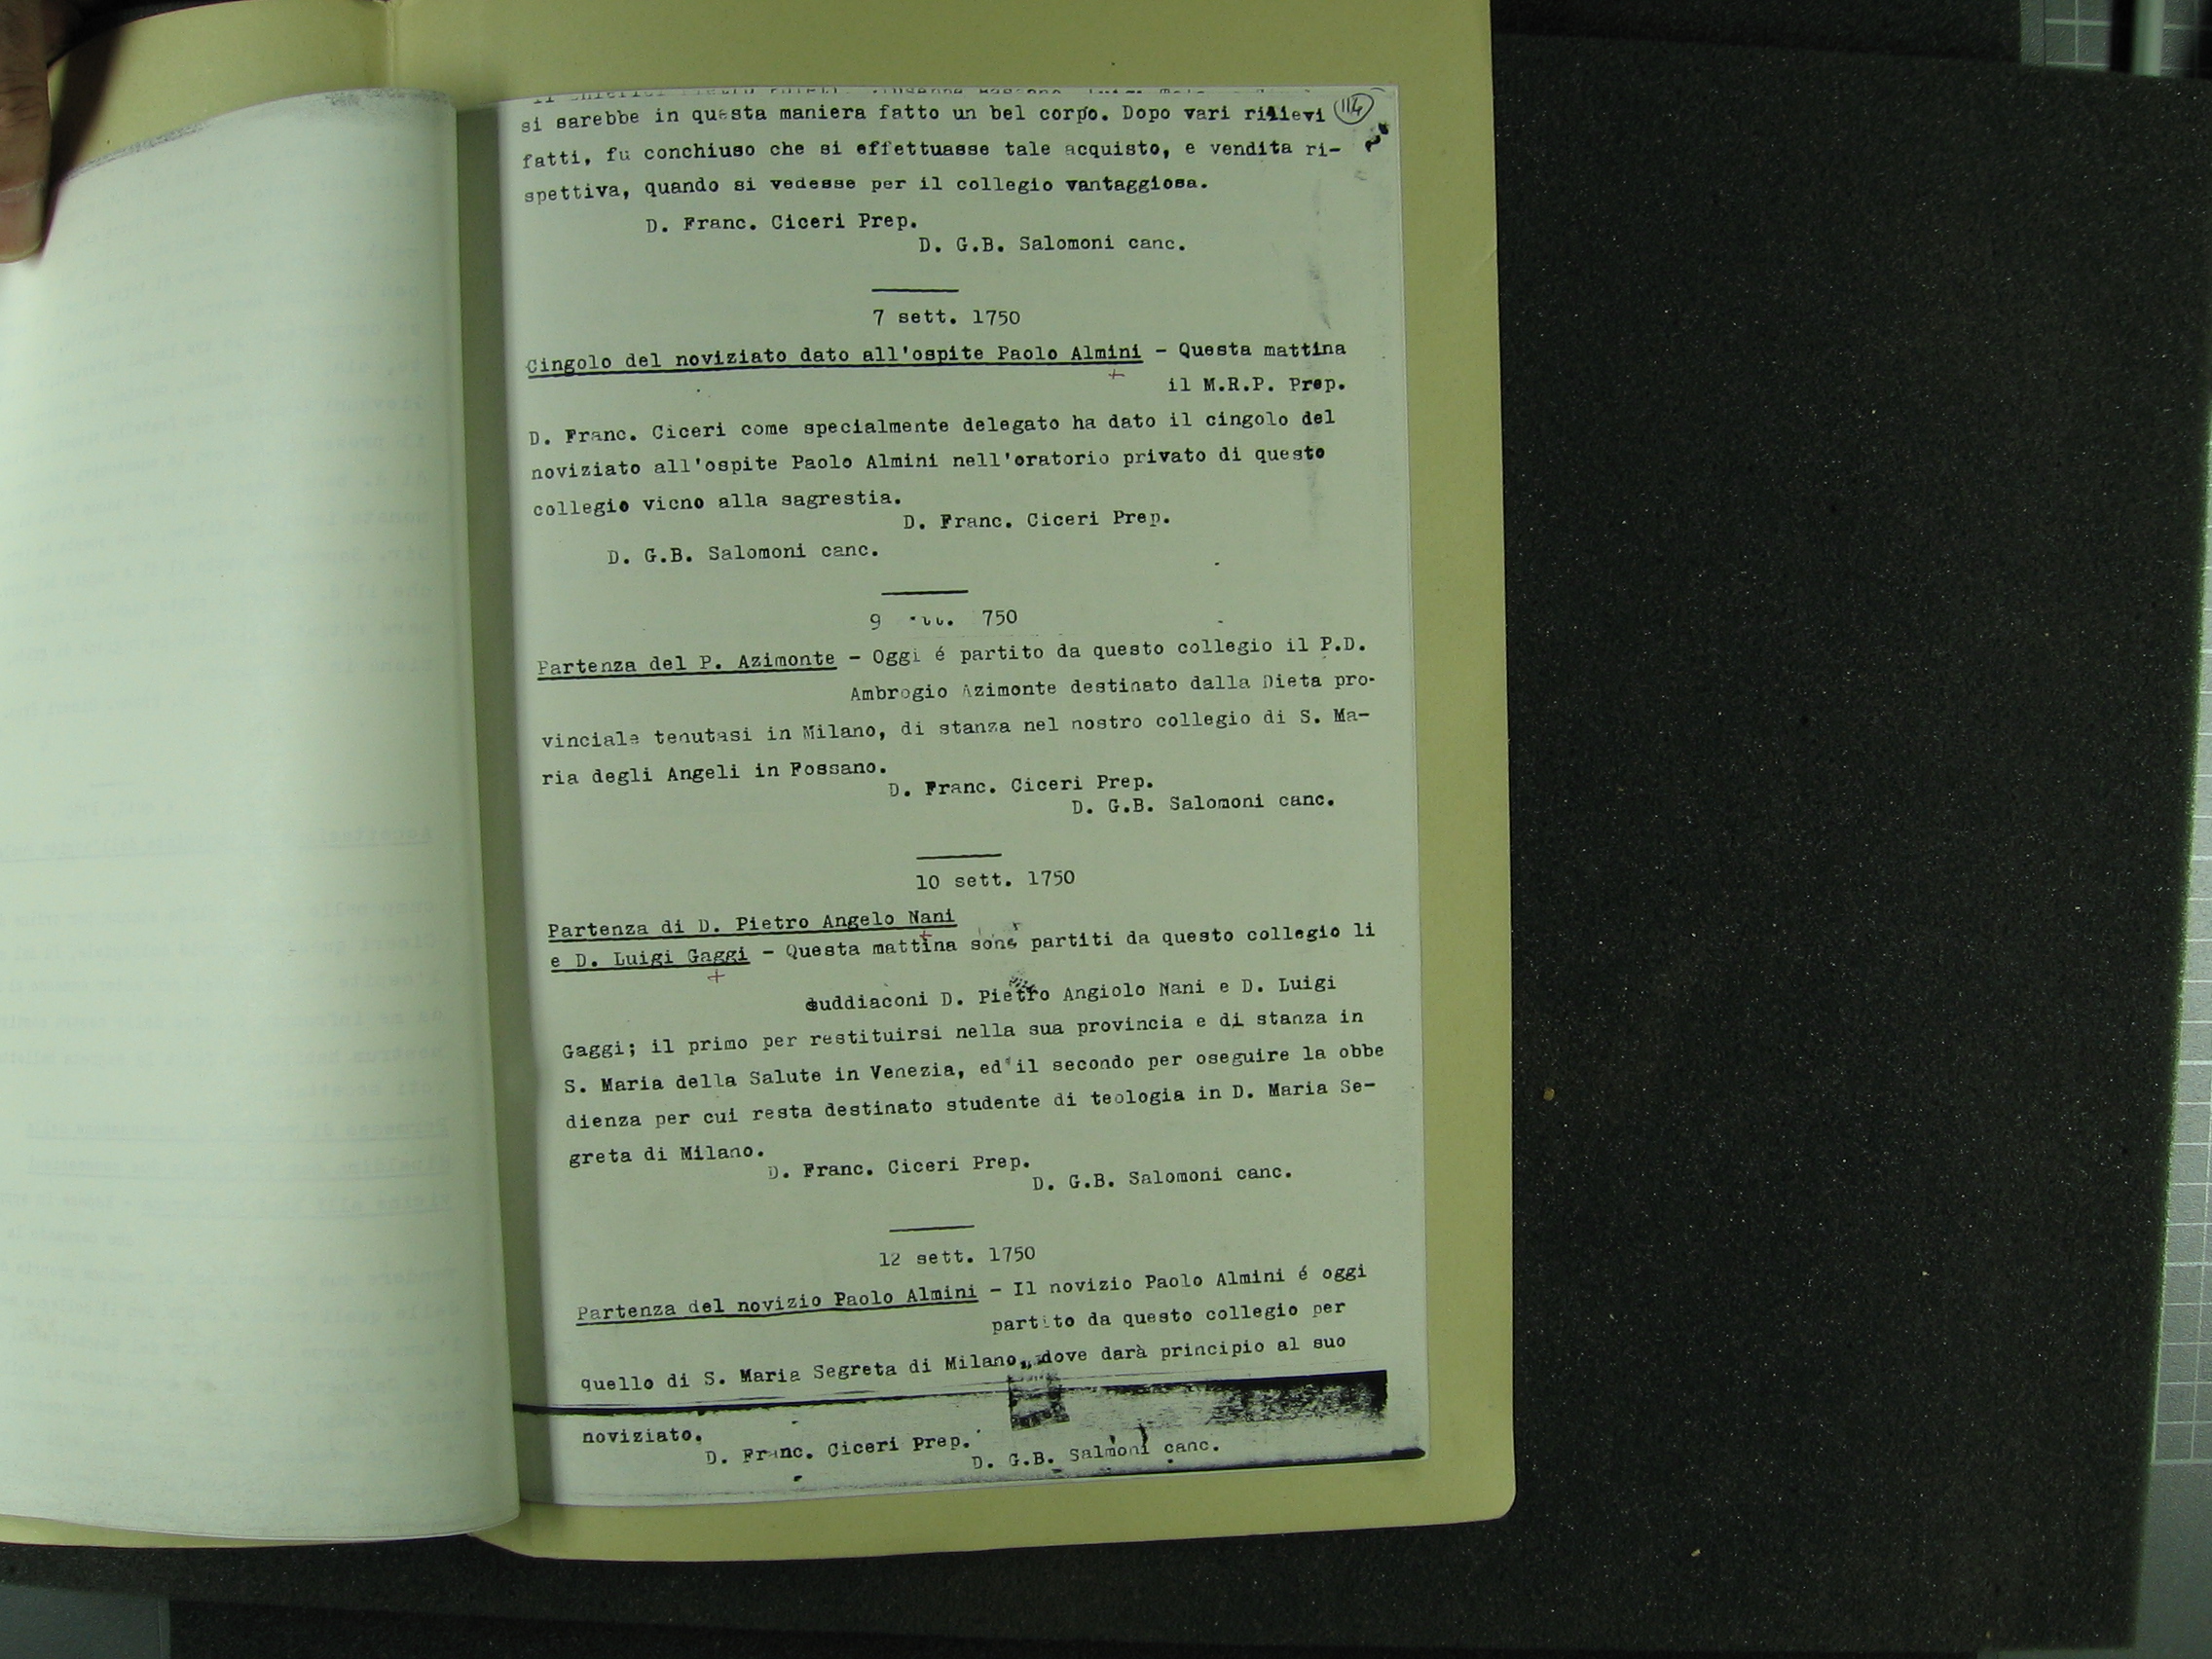 si sarebbe in questa maniera fatto un bel corpo. Dopo vari rilievi
114
fatti, fu conchiuso che si effettuasse tale acquisto, e vendita ri-
spettiva, quando si vedesse per il collegio vantaggiosa.
D. Franc. Ciceri Prep.
D. G.B. Salomoni canc.
7 sett. 1750
Cingolo del noviziato dato all'ospite Paolo Almini - Questa mattina
il M.R.P. Prep.
D. Franc. Ciceri come specialmente delegato ha dato il cingolo del
noviziato all'ospite Paolo Almini nell'oratorio privato di questo
collegio vicno alla sagrestia.
D. Franc. Ciceri Prep.
D. G.B. Salomoni canc.
9 750
Partenza del P. Azimonte - Oggi é partito da questo collegio il P.D.
Ambrogio Azimonte destinato dalla Dieta pro-
vinciale tenutasi in Milano, di stanza nel nostro collegio di S. Ma-
ria degli Angeli in Fossano.
D. Franc. Ciceri Prep.
D. G.B. Salomoni canc.
10 sett. 1750
Partenza di D. Pietro Angelo Nani
e D. Luigi Gaggi - Questa mattina sono partiti da questo collegio li
suddiaconi D. Pietro Angiolo Nani e D. Luigi
Gaggi; il primo per restituirsi nella sua provincia e di stanza in
S. Maria della Salute in Venezia, ed il secondo per oseguire la obbe
dienza per cui resta destinato studente di teologia in D. Maria Se-
greta di Milano.
D. Franc. Ciceri Prep.
D. G.B. Salomoni canc.
12 sett. 1750
Partenza del novizio Paolo Almini - Il novizio Paolo Almini é oggi
partito da questo collegio per
quello di S. Maria Segreta di Milano, dove darà principio al suo
noviziato.
D. Franc. Ciceri Prep.
D. G.B. Salmoni canc.